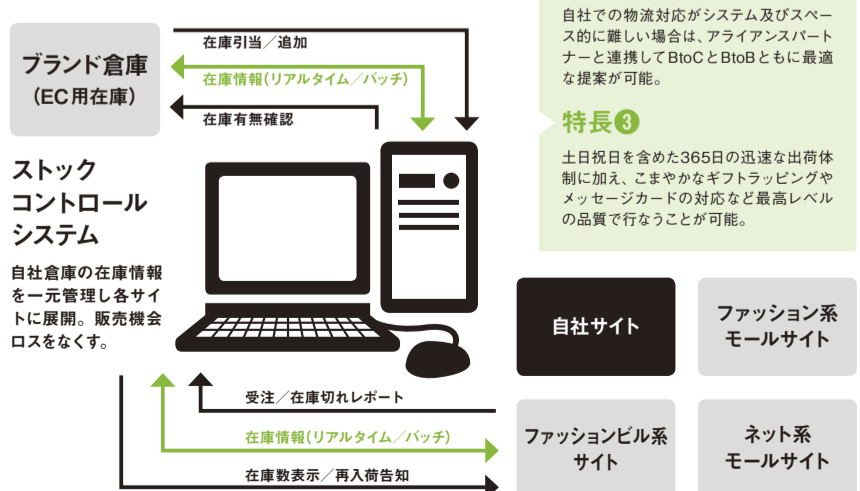 自社での物流対応がシステム及びスペー
ス的に難しい場合は、アライアンスパート
ナーと連携してBtoCとBtoBともに最適
な提案が可能。
特長❸
土日祝日を含めた365日の迅速な出荷体
制に加え、こまやかなギフトラッピングや
メッセージカードの対応など最高レベル
の品質で行なうことが可能。
ブランド倉庫
（EC用在庫）
在庫引当／追加
在庫情報（リアルタイム／バッチ）
在庫有無確認
ストック
コントロール
システム
自社倉庫の在庫情報
を一元管理し各サイ
トに展開。販売機会
ロスをなくす。
自社サイト
ファッション系
モールサイト
受注／在庫切れレポート
在庫情報（リアルタイム／バッチ）
在庫数表示／再入荷告知
ファッションビル系
サイト
ネット系
モールサイト